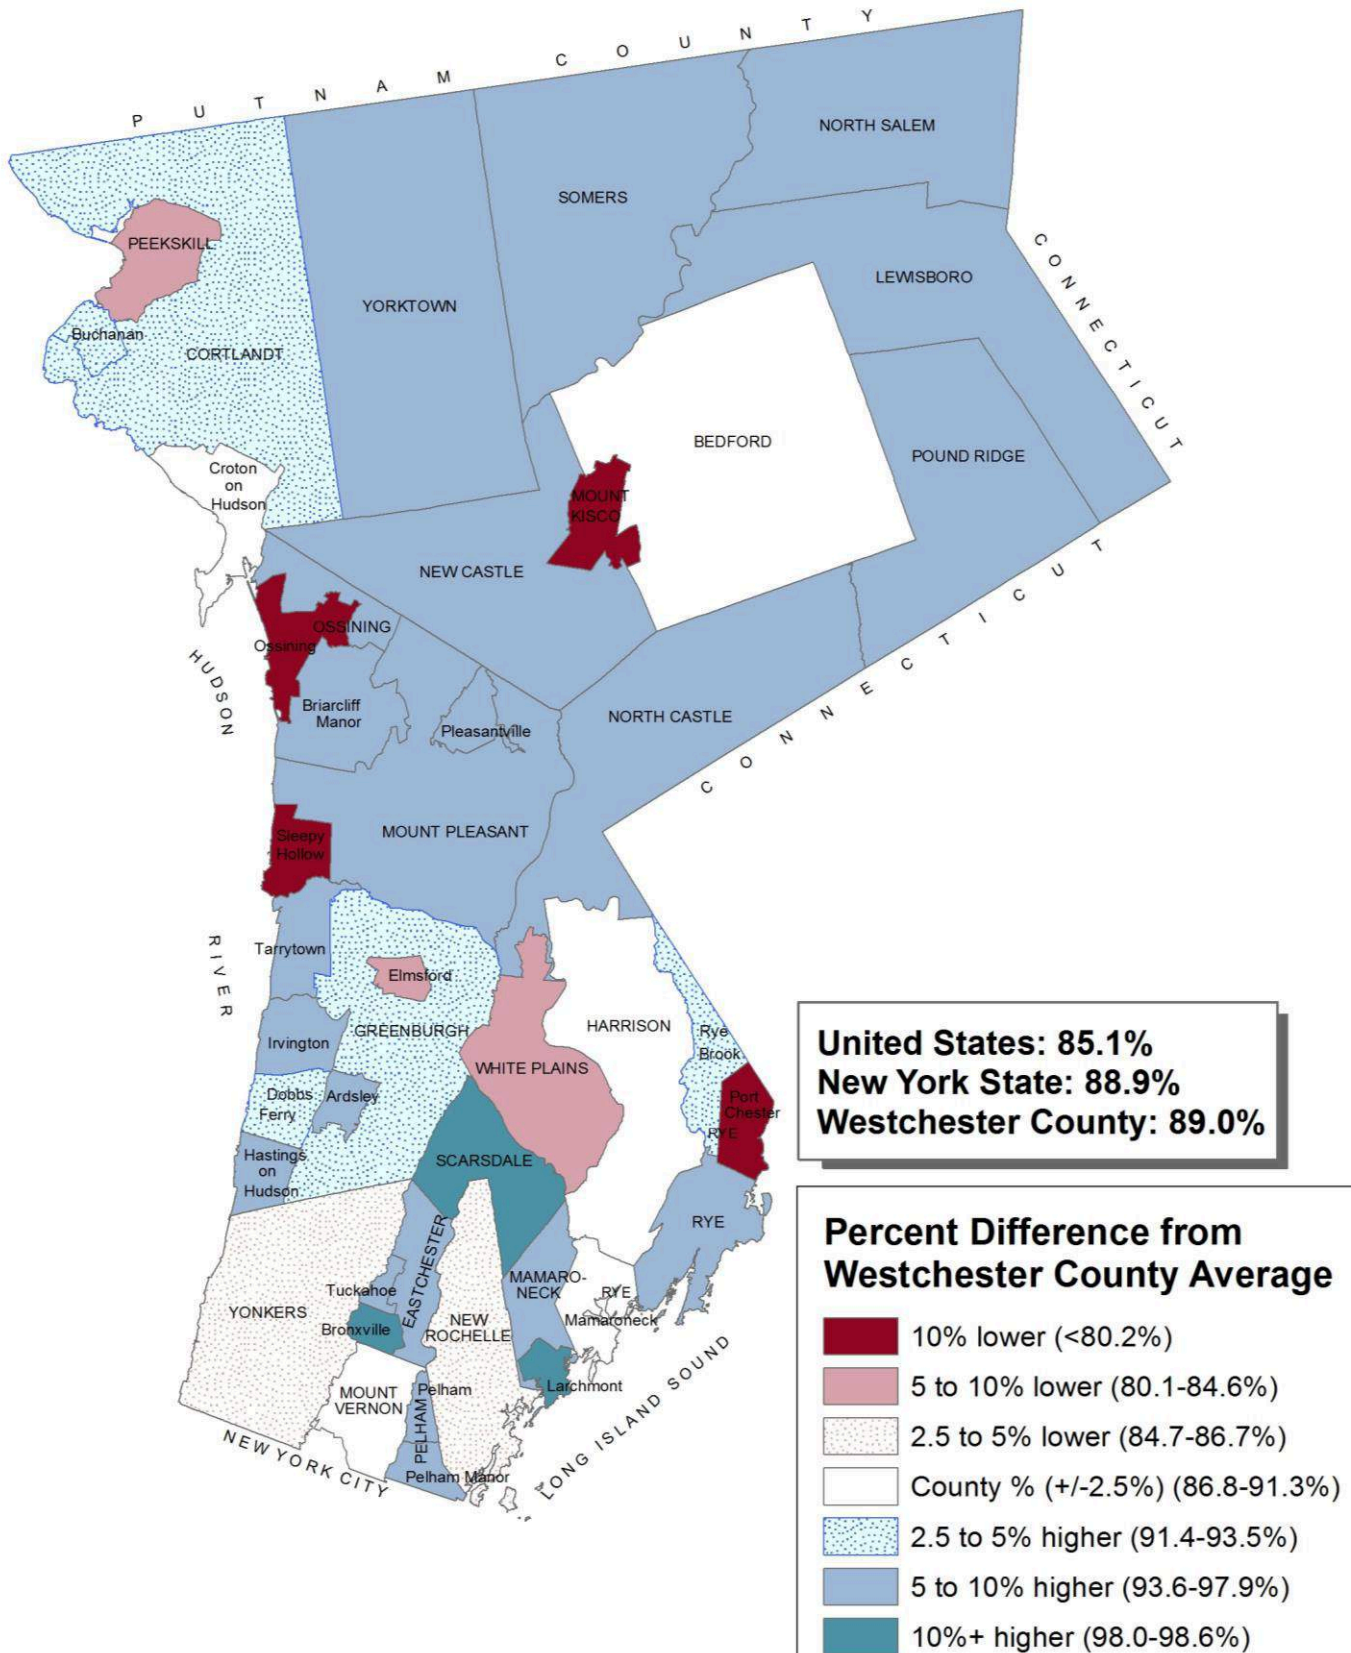 PUTNAM COUNTY
NORTH SALEM
SOMERS
PEEKSKILL
CONNECTICUT
LEWISBORO
YORKTOWN
Buchanan
CORTLANDT
BEDFORD
POUND RIDGE
Croton
on
Hudson
MOUNT
KISCO
NEW CASTLE
CONNECTICUT
OSSINING
Ossining
HUDSON
Briarcliff
Manor
Pleasantville
NORTH CASTLE
Sleepy
Hollow
MOUNT PLEASANT
RIVER
Tarrytown
Elmsford
GREENBURGH
HARRISON
Rye
Brook
Irvington
WHITE PLAINS
Dobbs
Ferry
Ardsley
Port
Chester
RYE
Hastings
on
Hudson
SCARSDALE
RYE
EASTCHESTER
MAMARO-
NECK
RYE
Mamaroneck
Tuckahoe
YONKERS
Bronxville
NEW
ROCHELLE
Larchmont
MOUNT
VERNON
Pelham
PELHAM
Pelham Manor
NEW YORK CITY
LONG ISLAND SOUND
United States: 85.1%
New York State: 88.9%
Westchester County: 89.0%
Percent Difference from
Westchester County Average
10% lower (<80.2%)
5 to 10% lower (80.1-84.6%)
2.5 to 5% lower (84.7-86.7%)
County % (+/-2.5%) (86.8-91.3%)
2.5 to 5% higher (91.4-93.5%)
5 to 10% higher (93.6-97.9%)
10%+ higher (98.0-98.6%)